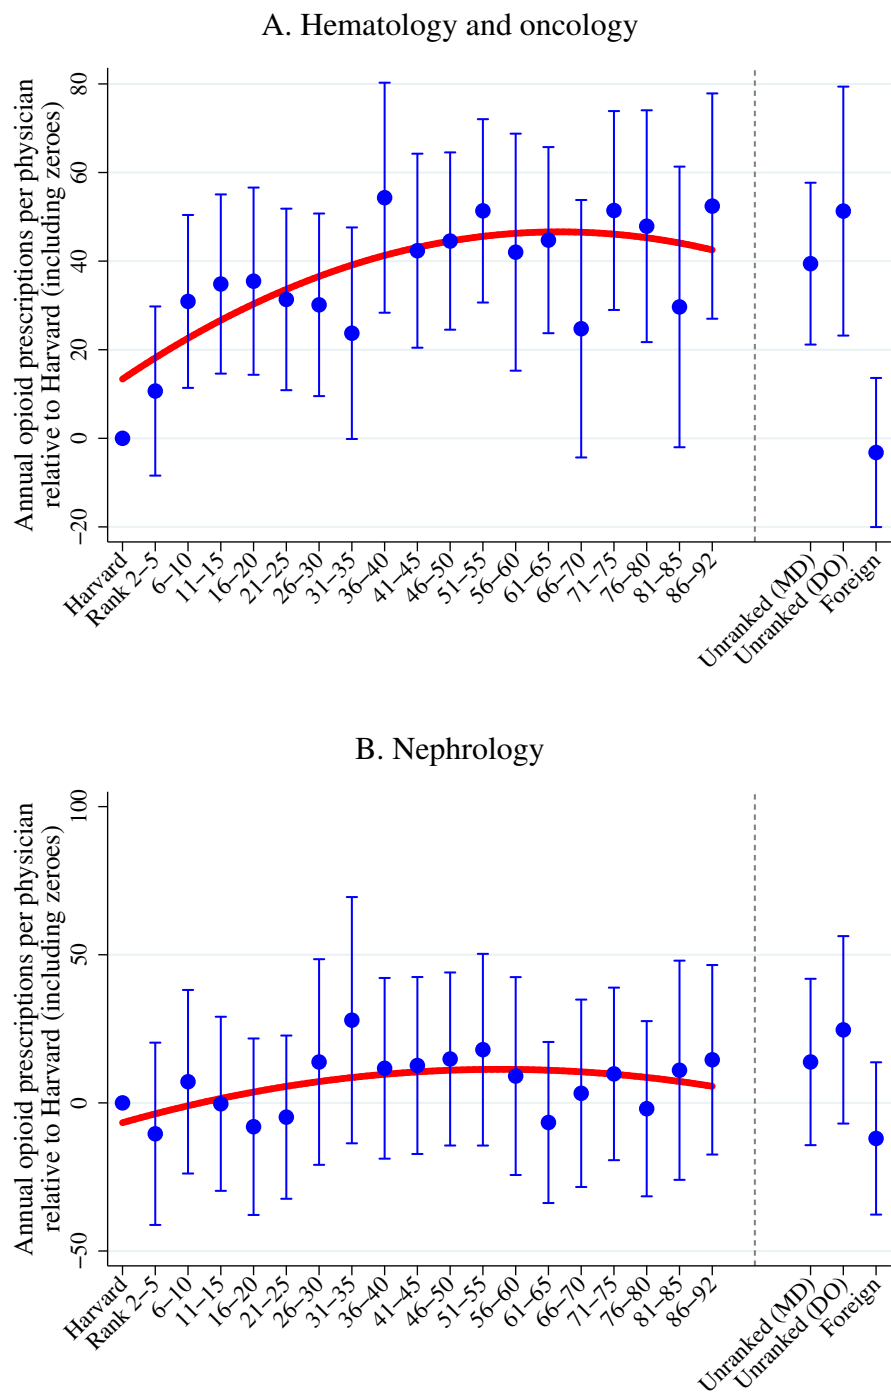 A. Hematology and oncology
Annual opioid prescriptions per physician
relative to Harvard (including zeroes)
80
60
40
20
0
−20
Harvard
Rank 2–5
6–10
11–15
16–20
21–25
26–30
31–35
36–40
41–45
46–50
51–55
56–60
61–65
66–70
71–75
76–80
81–85
86–92
Unranked (MD)
Unranked (DO)
Foreign
B. Nephrology
Annual opioid prescriptions per physician
relative to Harvard (including zeroes)
100
50
0
−50
Harvard
Rank 2–5
6–10
11–15
16–20
21–25
26–30
31–35
36–40
41–45
46–50
51–55
56–60
61–65
66–70
71–75
76–80
81–85
86–92
Unranked (MD)
Unranked (DO)
Foreign